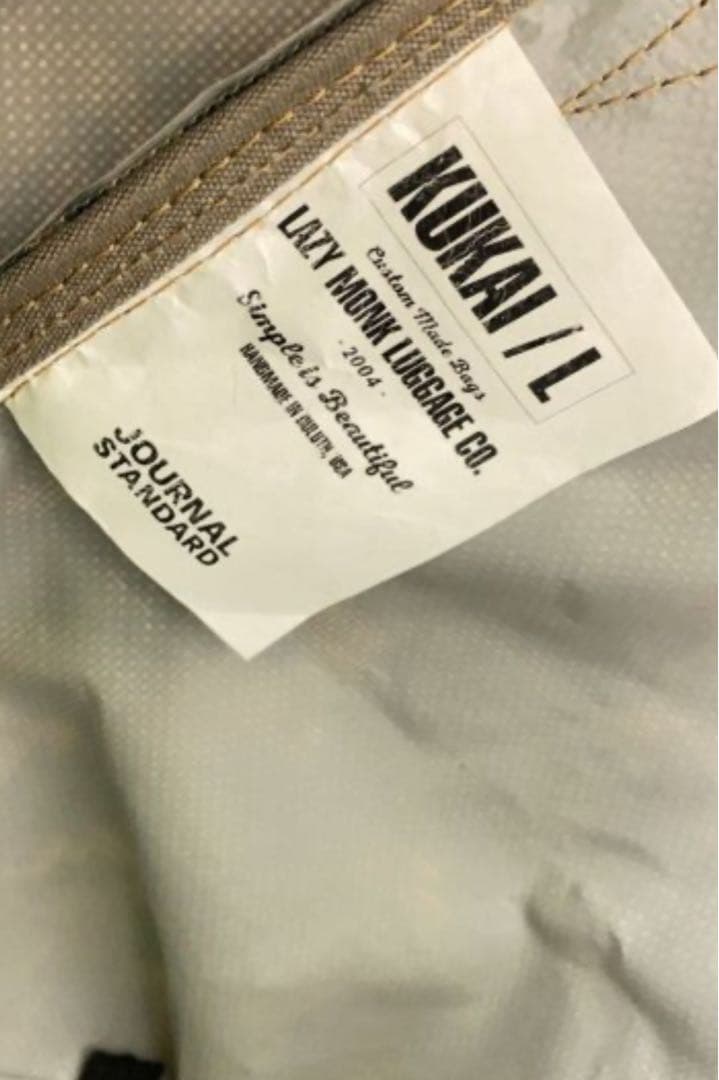 KUKAI / L
Custom Made Bags
LAZY MONK LUGGAGE CO.
- 2004 -
Simple is Beautiful
HANDMADE IN DULUTH, USA
JOURNAL
STANDARD